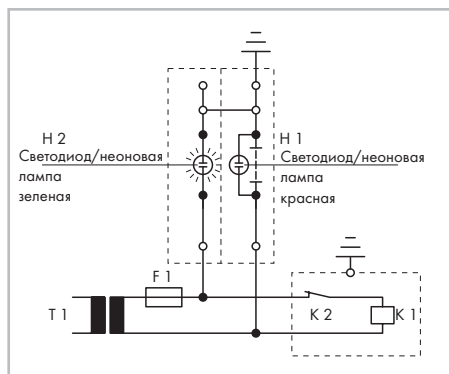 H 2
Светодиод/неоновая
лампа
зеленая
H 1
Светодиод/неоновая
лампа
красная
F 1
T 1
K 2
K 1